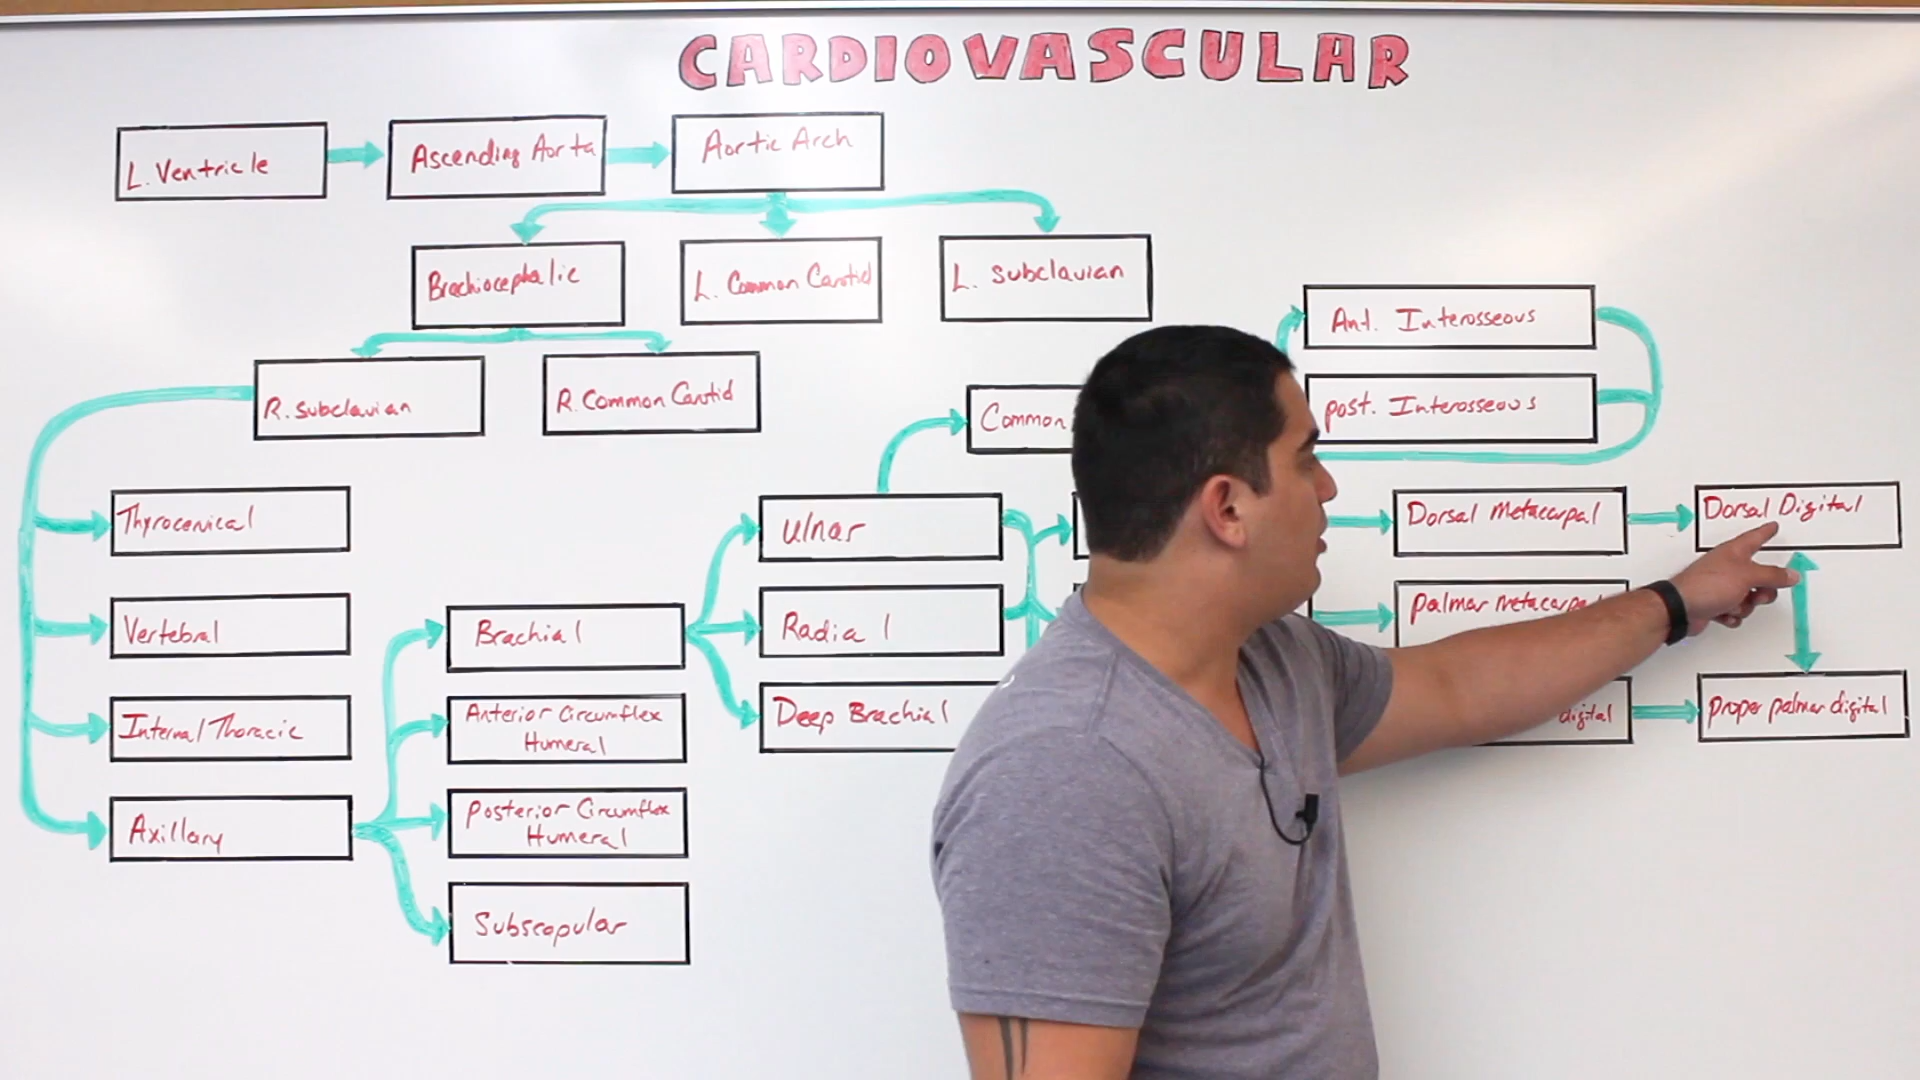 CARDIOVASCULAR
L. Ventricle
Ascending Aorta
Aortic Arch
Brachiocephalic
L. Common Carotid
L. Subclavian
Ant. Interosseous
R. Subclavian
R. Common Carotid
Common
post. Interosseous
Thyrocervical
Ulnar
Dorsal Metacarpal
Dorsal Digital
Vertebral
Brachial
Radial
palmar metacarpal
Internal Thoracic
Anterior Circumflex
Humeral
Deep Brachial
digital
proper palmar digital
Axillary
Posterior Circumflex
Humeral
Subscapular